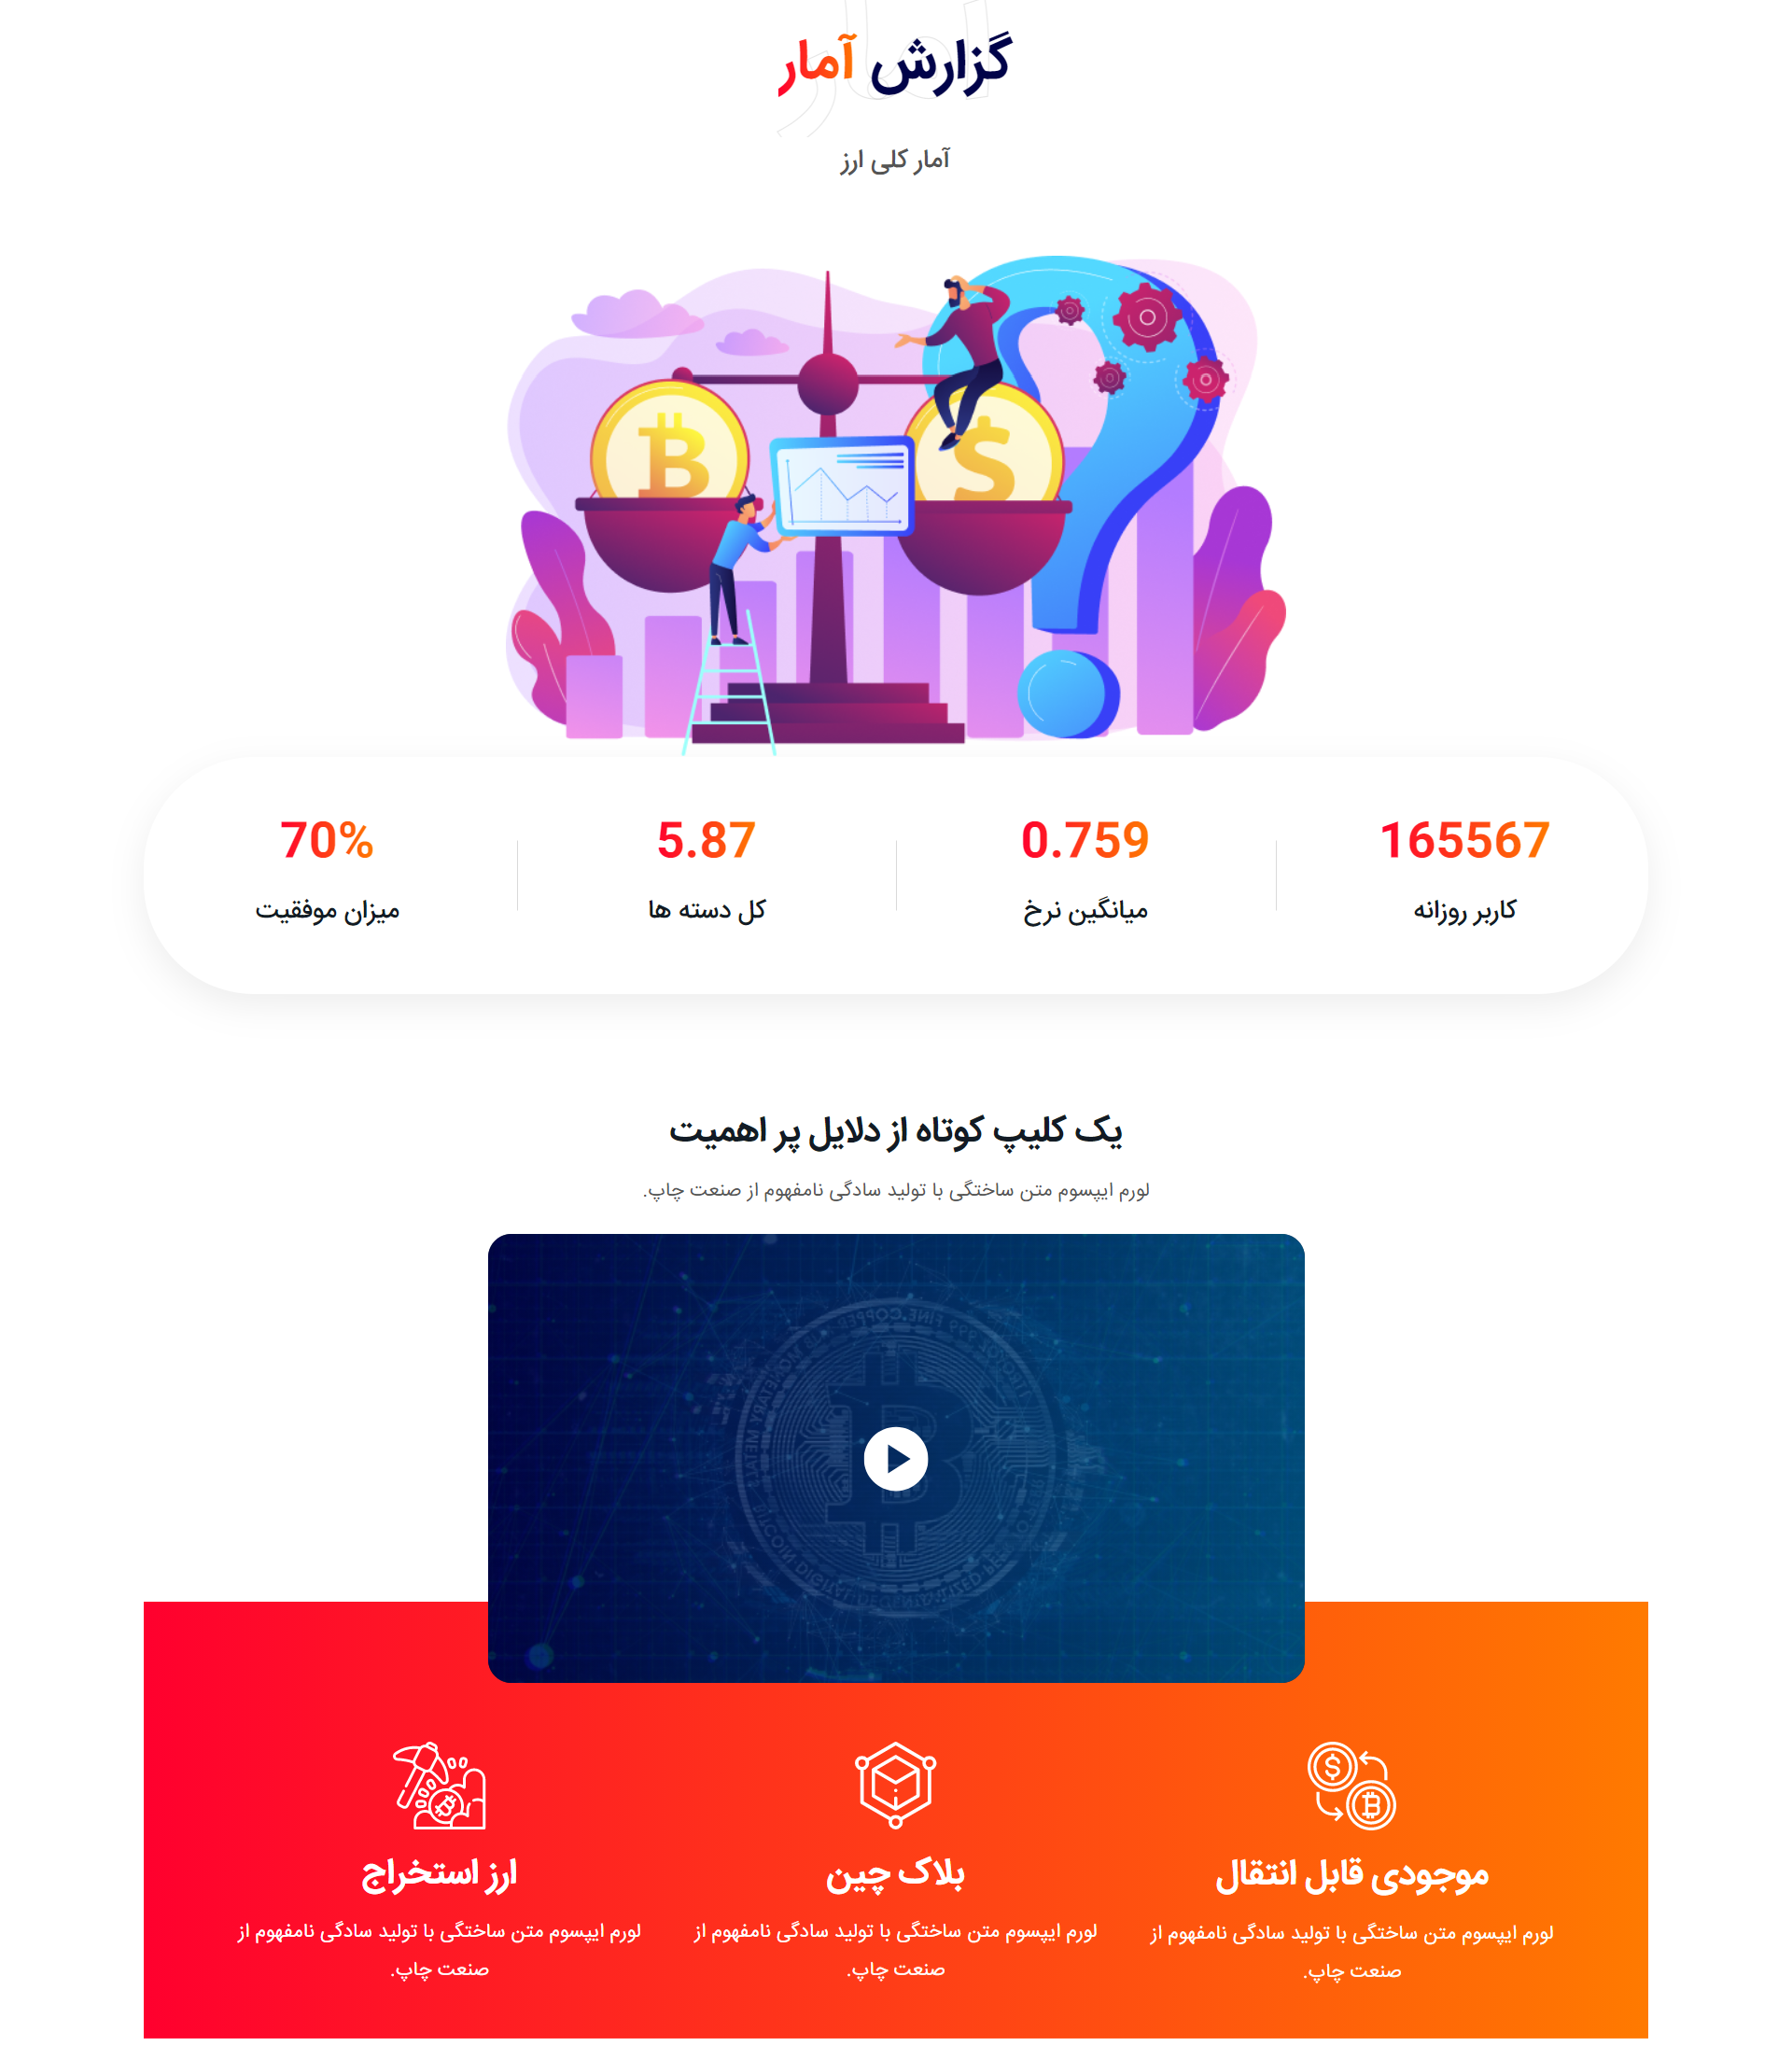 گزارش آمار
آمار
آمار کلی ارز
165567
کاربر روزانه
0.759
میانگین نرخ
5.87
کل دسته ها
70%
میزان موفقیت
یک کلیپ کوتاه از دلایل پر اهمیت
لورم ایپسوم متن ساختگی با تولید سادگی نامفهوم از صنعت چاپ.
موجودی قابل انتقال
لورم ایپسوم متن ساختگی با تولید سادگی نامفهوم از
صنعت چاپ.
بلاک چین
لورم ایپسوم متن ساختگی با تولید سادگی نامفهوم از
صنعت چاپ.
ارز استخراج
لورم ایپسوم متن ساختگی با تولید سادگی نامفهوم از
صنعت چاپ.